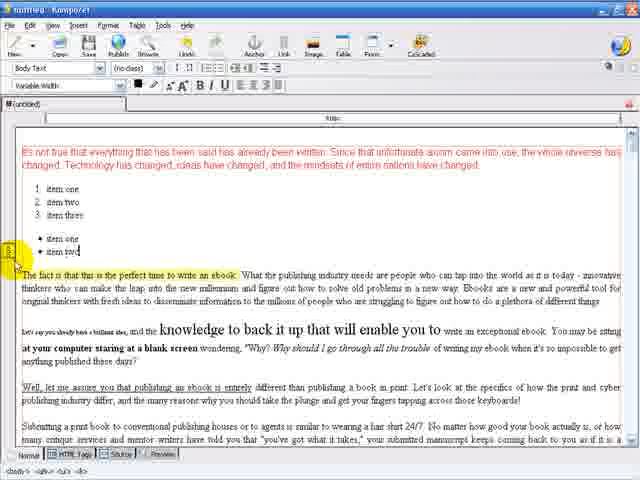 (untitled) - KompoZer
File Edit View Insert Format Table Tools Help
New Open Save Publish Browse Undo Redo Anchor Link Image Table Form Cascades
Body Text (no class)
Variable Width
(untitled)
It's not true that everything that has been said has already been written. Since that unfortunate axiom came into use, the whole universe has
changed. Technology has changed, ideas have changed, and the mindsets of entire nations have changed.
1. item one
2. item two
3. item three
• item one
• item two
The fact is that this is the perfect time to write an ebook. What the publishing industry needs are people who can tap into the world as it is today - innovative
thinkers who can make the leap into the new millennium and figure out how to solve old problems in a new way. Ebooks are a new and powerful tool for
original thinkers with fresh ideas to disseminate information to the millions of people who are struggling to figure out how to do a plethora of different things.
Let's say you already have a brilliant idea, and the knowledge to back it up that will enable you to write an exceptional ebook. You may be sitting
at your computer staring at a blank screen wondering, "Why? Why should I go through all the trouble of writing my ebook when it's so impossible to get
anything published these days?"
Well, let me assure you that publishing an ebook is entirely different than publishing a book in print. Let's look at the specifics of how the print and cyber
publishing industry differ, and the many reasons why you should take the plunge and get your fingers tapping across those keyboards!
Submitting a print book to conventional publishing houses or to agents is similar to wearing a hair shirt 24/7. No matter how good your book actually is, or how
many critique services and mentor writers have told you that "you've got what it takes," your submitted manuscript keeps coming back to you as if it is a
Normal HTML Tags Source Preview
<body> <ul> <li>